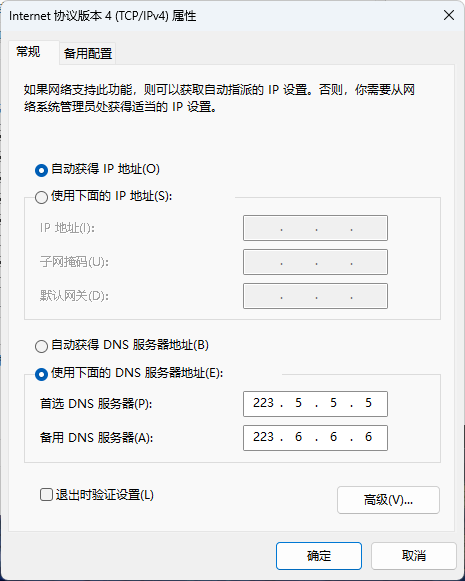 Internet 协议版本 4 (TCP/IPv4) 属性
常规
备用配置
如果网络支持此功能，则可以获取自动指派的 IP 设置。否则，你需要从网
络系统管理员处获得适当的 IP 设置。
自动获得 IP 地址(O)
使用下面的 IP 地址(S):
IP 地址(I):
子网掩码(U):
默认网关(D):
自动获得 DNS 服务器地址(B)
使用下面的 DNS 服务器地址(E):
首选 DNS 服务器(P):
223 . 5 . 5 . 5
备用 DNS 服务器(A):
223 . 6 . 6 . 6
退出时验证设置(L)
高级(V)...
确定
取消